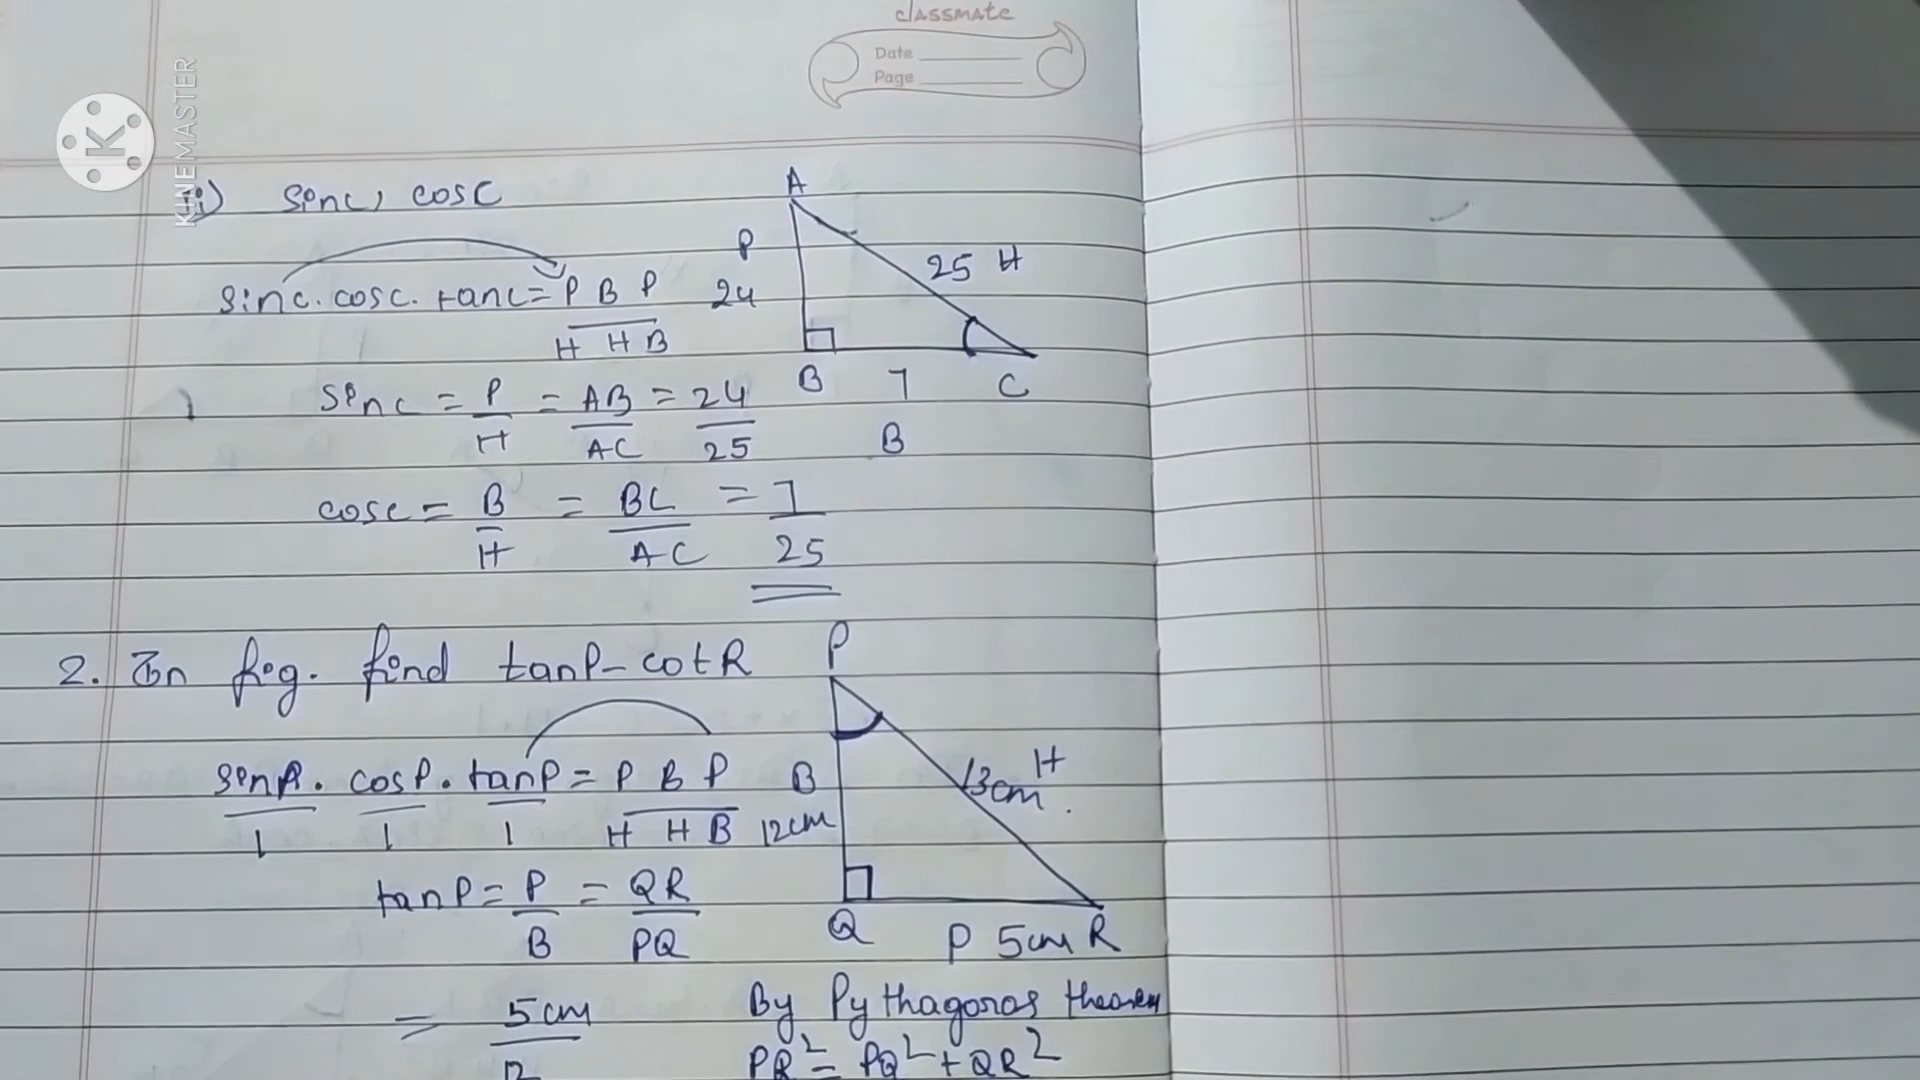 classmate
Date
Page
KINEMASTER
ii) sinc, cosc
A
P
24
25 H
sinc.cosc.tanc= P B P
H H B
B 7 C
B
sinc = P = AB = 24
H AC 25
cosc = B = BC = 7
H AC 25
2. In fig. find tanP-cotR
P
sinP. cosP. tanP = P B P
1 1 1 H H B
B
12cm
13cm H
tanP = P = QR
B PQ
Q P 5cm R
= 5cm
12
By Pythagoras theorem
PR² = PQ² + QR²